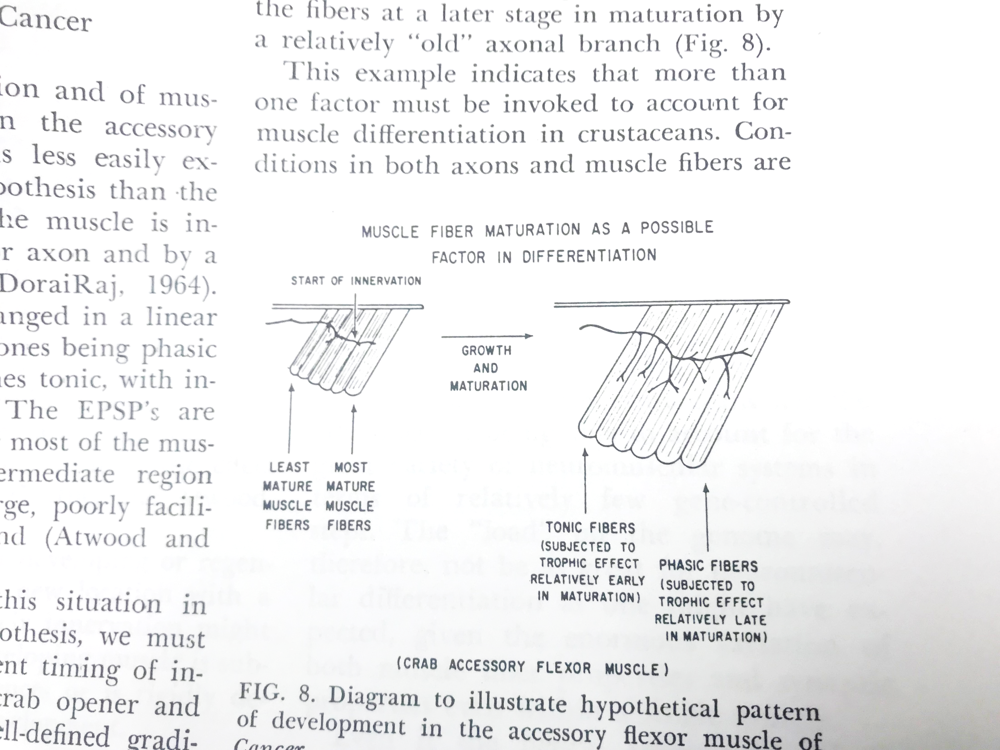 Cancer
ion and of mus-
n the accessory
s less easily ex-
pothesis than the
he muscle is in-
r axon and by a
DoraiRaj, 1964).
anged in a linear
ones being phasic
nes tonic, with in-
The EPSP's are
most of the mus-
ermediate region
rge, poorly facili-
nd (Atwood and
this situation in
othesis, we must
ent timing of in-
crab opener and
ell-defined gradi-
the fibers at a later stage in maturation by
a relatively "old" axonal branch (Fig. 8).
This example indicates that more than
one factor must be invoked to account for
muscle differentiation in crustaceans. Con-
ditions in both axons and muscle fibers are
MUSCLE FIBER MATURATION AS A POSSIBLE
FACTOR IN DIFFERENTIATION
START OF INNERVATION
GROWTH
AND
MATURATION
LEAST
MATURE
MUSCLE
FIBERS
MOST
MATURE
MUSCLE
FIBERS
TONIC FIBERS
(SUBJECTED TO
TROPHIC EFFECT
RELATIVELY EARLY
IN MATURATION)
PHASIC FIBERS
(SUBJECTED TO
TROPHIC EFFECT
RELATIVELY LATE
IN MATURATION)
(CRAB ACCESSORY FLEXOR MUSCLE)
FIG. 8. Diagram to illustrate hypothetical pattern
of development in the accessory flexor muscle of
Cancer